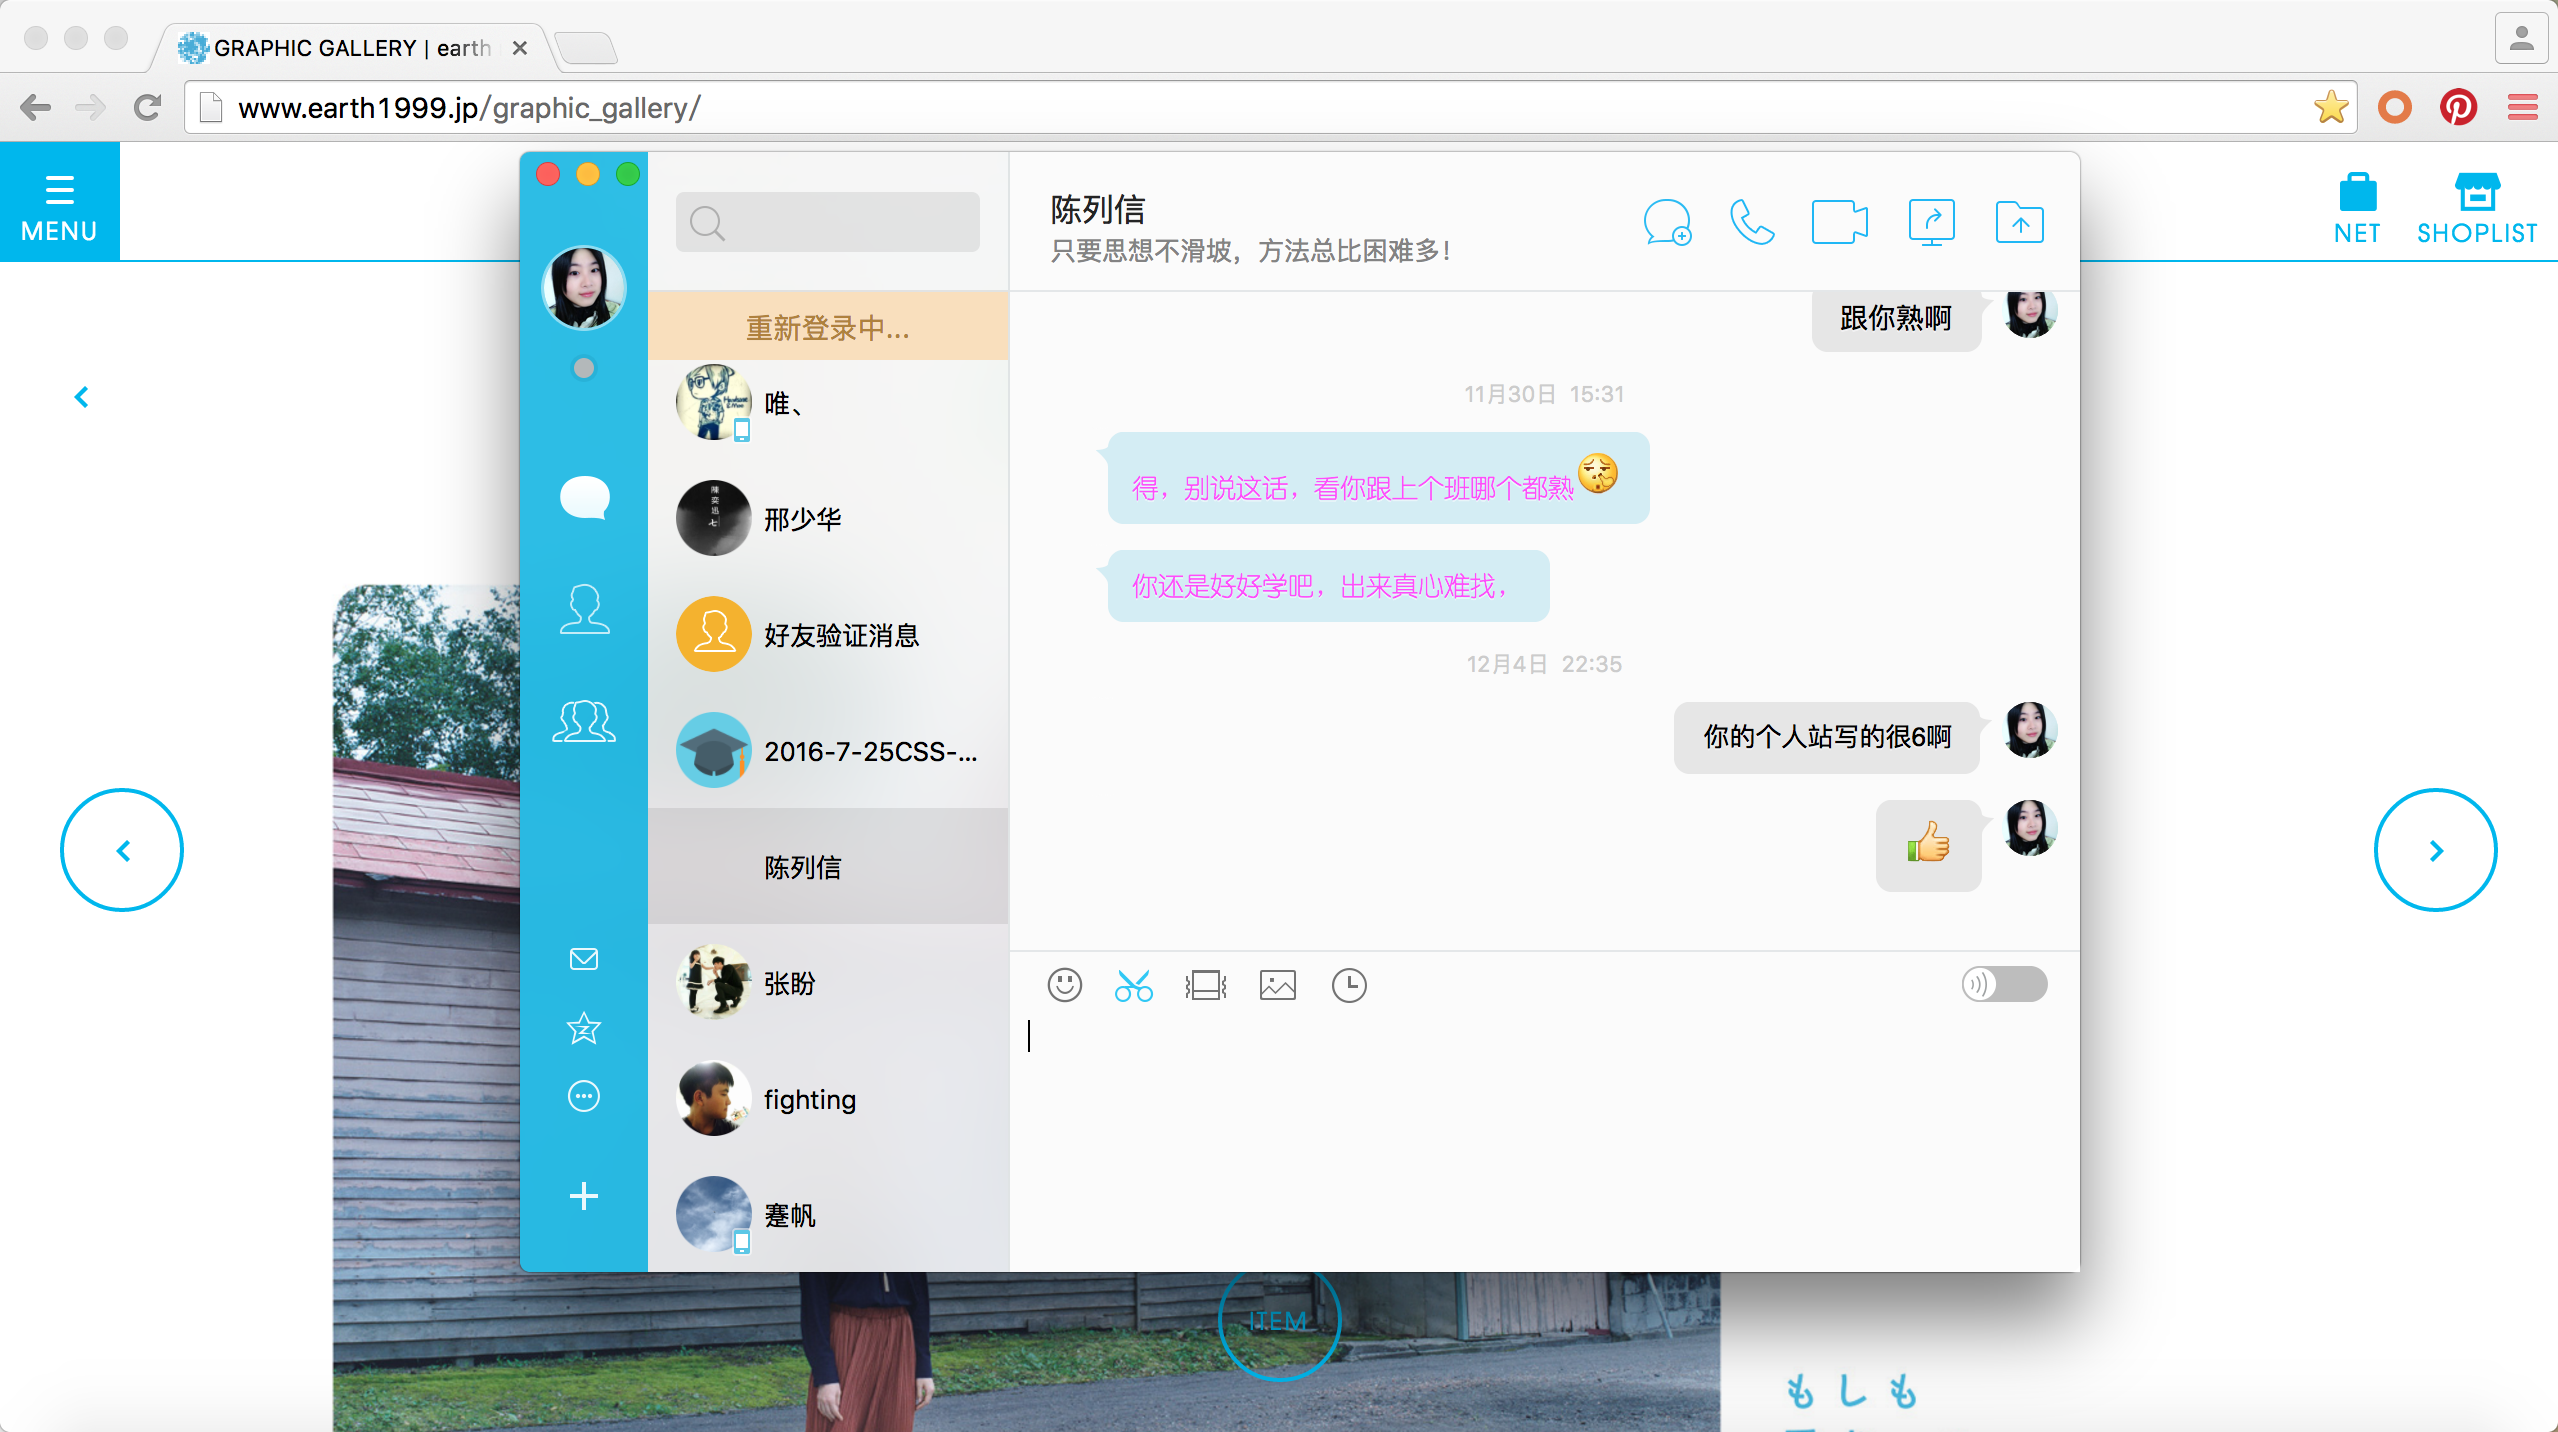 GRAPHIC GALLERY | earth
www.earth1999.jp/graphic_gallery/
MENU
NET
SHOPLIST
陈列信
只要思想不滑坡，方法总比困难多！
重新登录中...
唯、
邢少华
好友验证消息
2016-7-25CSS-...
陈列信
张盼
fighting
蹇帆
跟你熟啊
11月30日 15:31
得，别说这话，看你跟上个班哪个都熟
你还是好好学吧，出来真心难找，
12月4日 22:35
你的个人站写的很6啊
ITEM
もしも